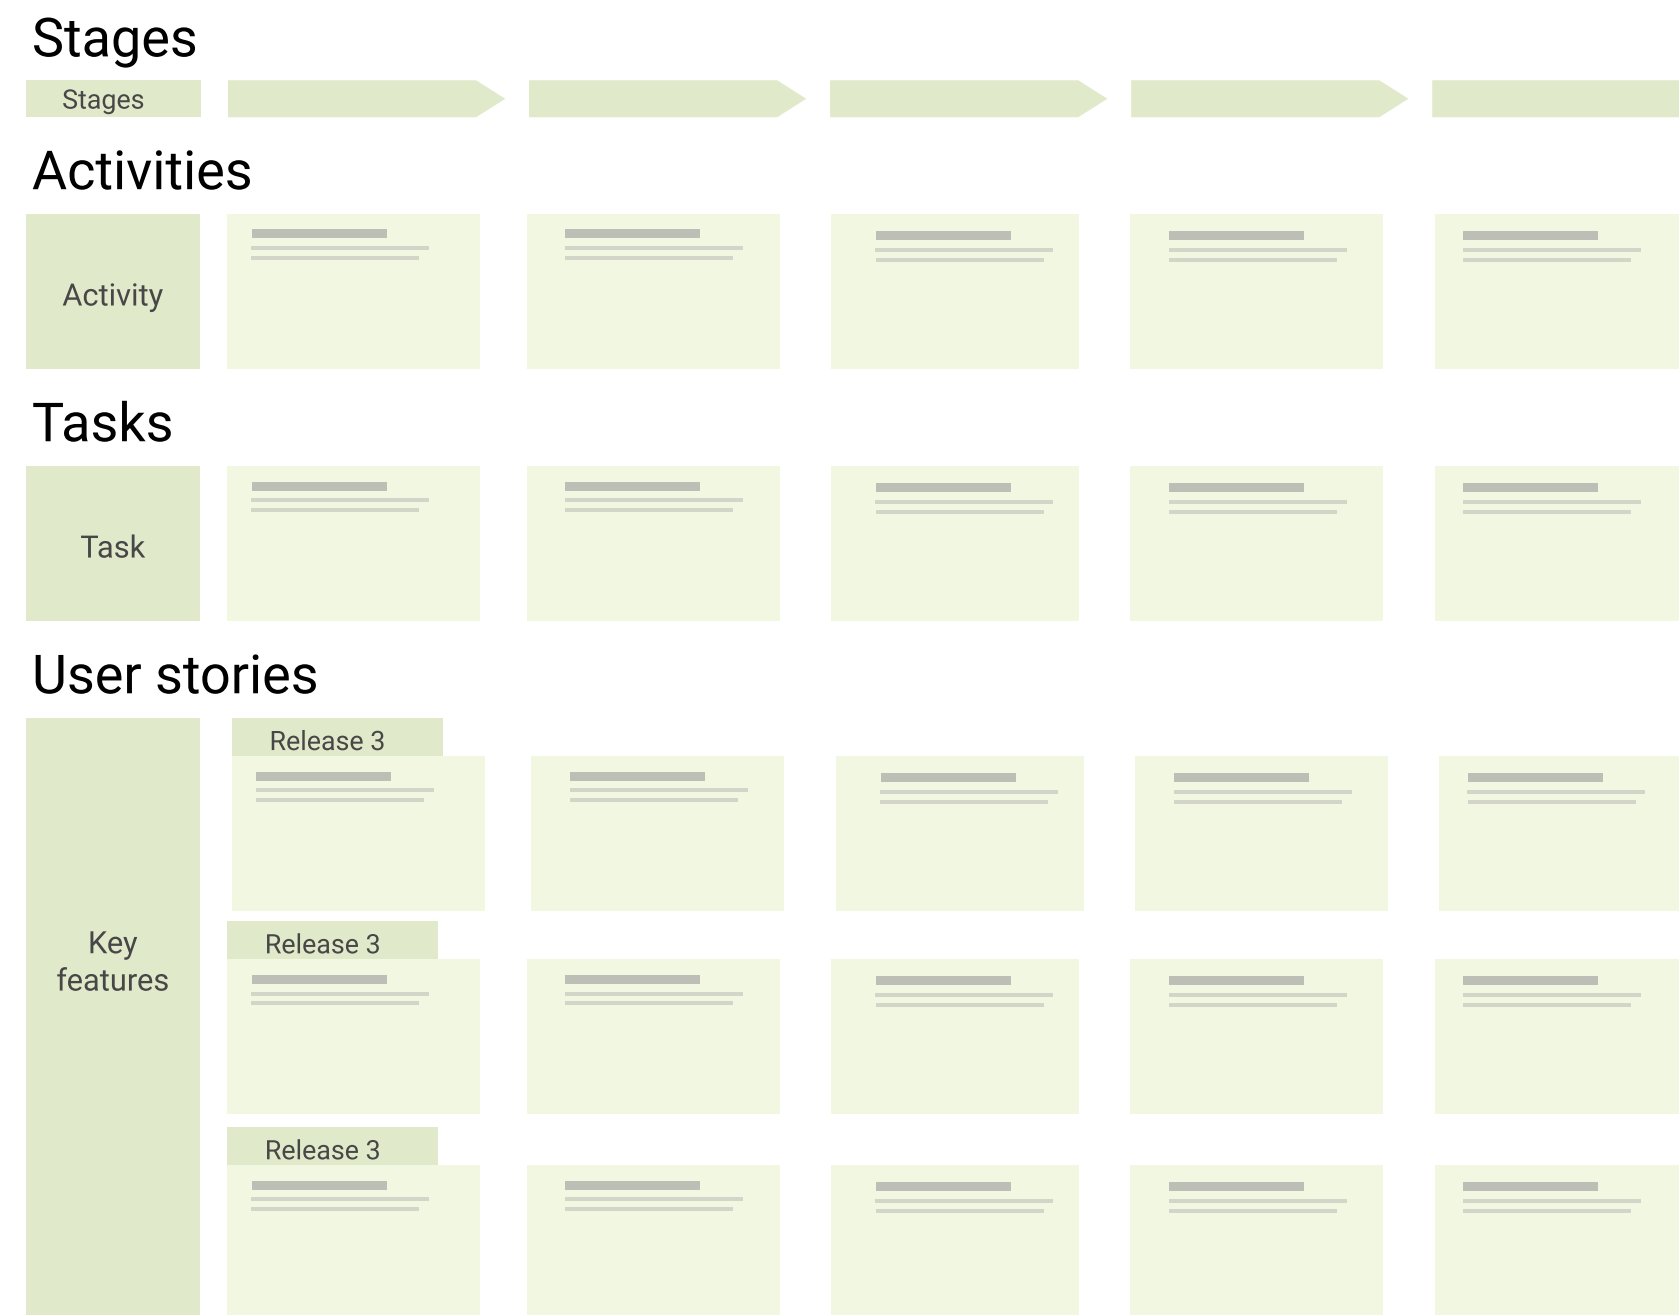 Stages
Stages
Activities
Activity
Tasks
Task
User stories
Release 3
Key
features
Release 3
Release 3